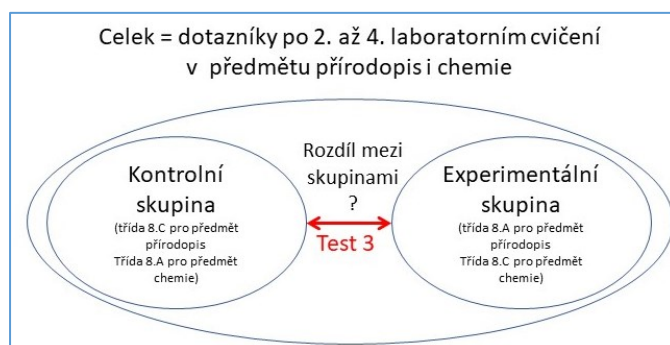 Celek = dotazníky po 2. až 4. laboratorním cvičení
v předmětu přírodopis i chemie
Kontrolní
skupina
(třída 8.C pro předmět
přírodopis
Třída 8.A pro předmět
chemie)
Rozdíl mezi
skupinami
?
Test 3
Experimentální
skupina
(třída 8.A pro předmět
přírodopis
Třída 8.C pro předmět
chemie)